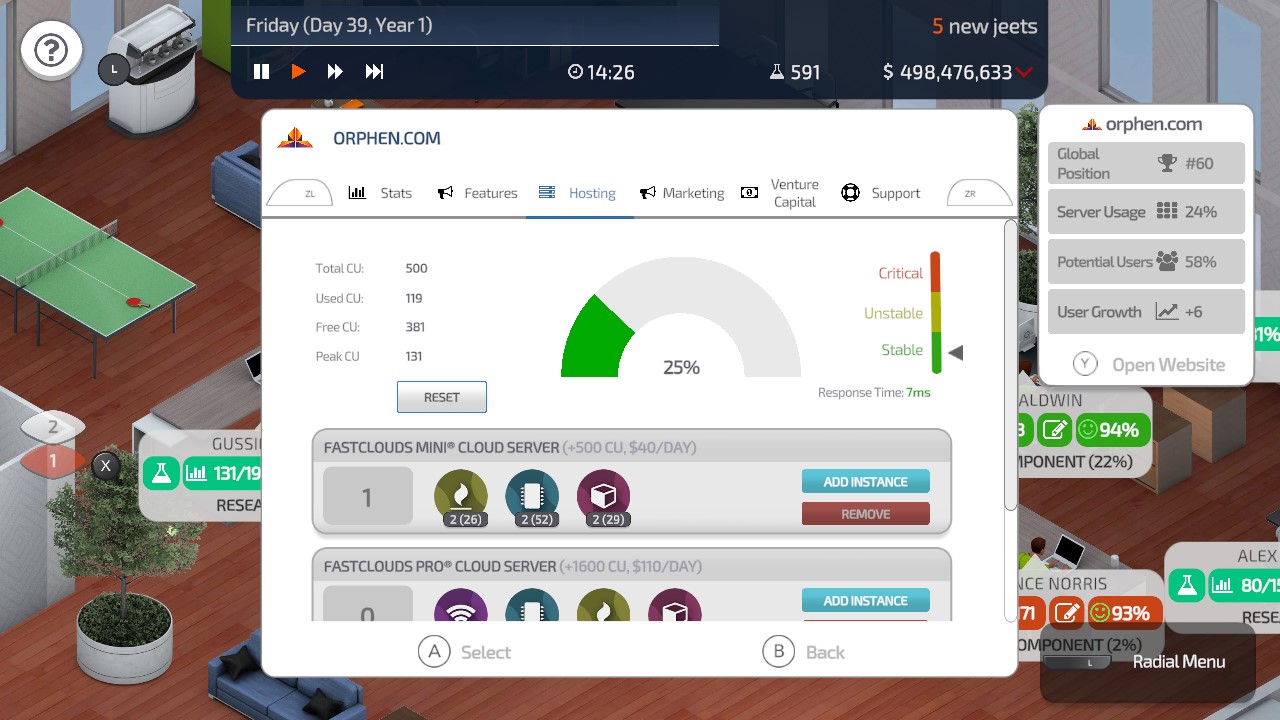 Friday (Day 39, Year 1)
5 new jeets
14:26
591
$ 498,476,633
L
ORPHEN.COM
ZL
Stats
Features
Hosting
Marketing
Venture
Capital
Support
ZR
Total CU: 500
Used CU: 119
Free CU: 381
Peak CU 131
RESET
25%
Critical
Unstable
Stable
Response Time: 7ms
FASTCLOUDS MINI® CLOUD SERVER (+500 CU, $40/DAY)
1
2 (26)
2 (52)
2 (29)
ADD INSTANCE
REMOVE
FASTCLOUDS PRO® CLOUD SERVER (+1600 CU, $110/DAY)
0
ADD INSTANCE
A Select
B Back
orphen.com
Global
Position
#60
Server Usage 24%
Potential Users 58%
User Growth +6
Y Open Website
2
1
X
GUSSI
131/19
RESEA
31%
ALDWIN
3
94%
MPONENT (22%)
NCE NORRIS
71
93%
OMPONENT (2%)
ALEX
80/15
RESE
L
Radial Menu